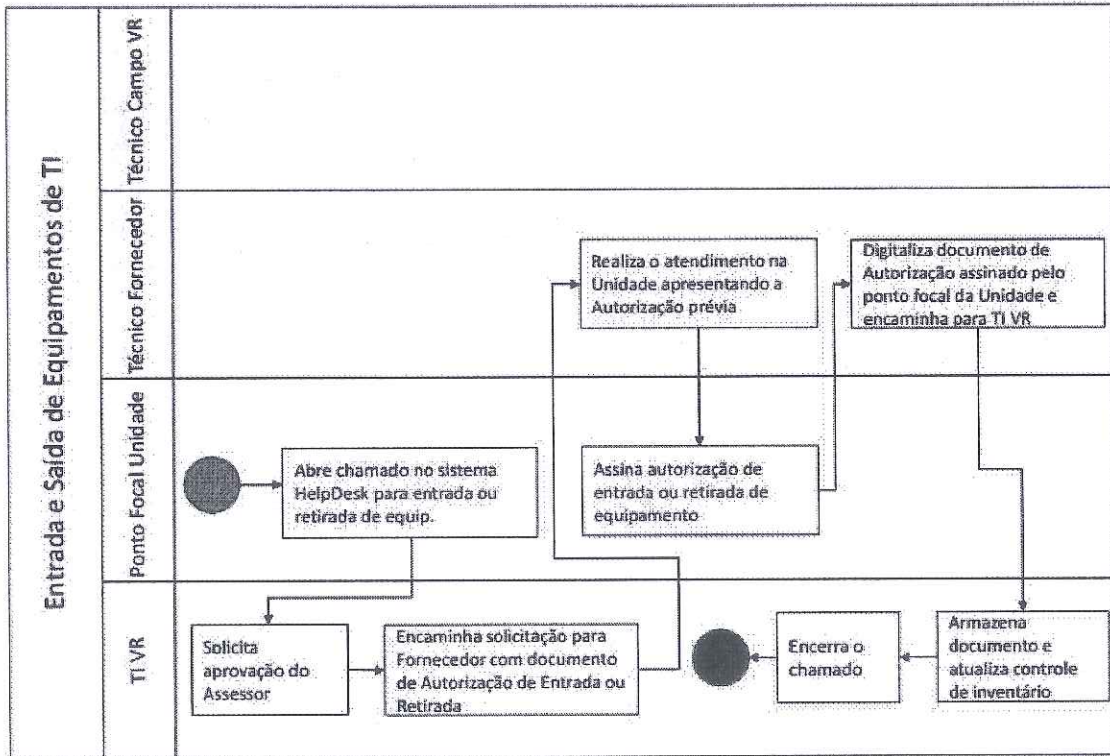 Entrada e Saída de Equipamentos de TI
Técnico Campo VR
Técnico Fornecedor
Realiza o atendimento na
Unidade apresentando a
Autorização prévia
Digitaliza documento de
Autorização assinado pelo
ponto focal da Unidade e
encaminha para TI VR
Ponto Focal Unidade
Abre chamado no sistema
HelpDesk para entrada ou
retirada de equip.
Assina autorização de
entrada ou retirada de
equipamento
TI VR
Solicita
aprovação do
Assessor
Encaminha solicitação para
Fornecedor com documento
de Autorização de Entrada ou
Retirada
Encerra o
chamado
Armazena
documento e
atualiza controle
de inventário